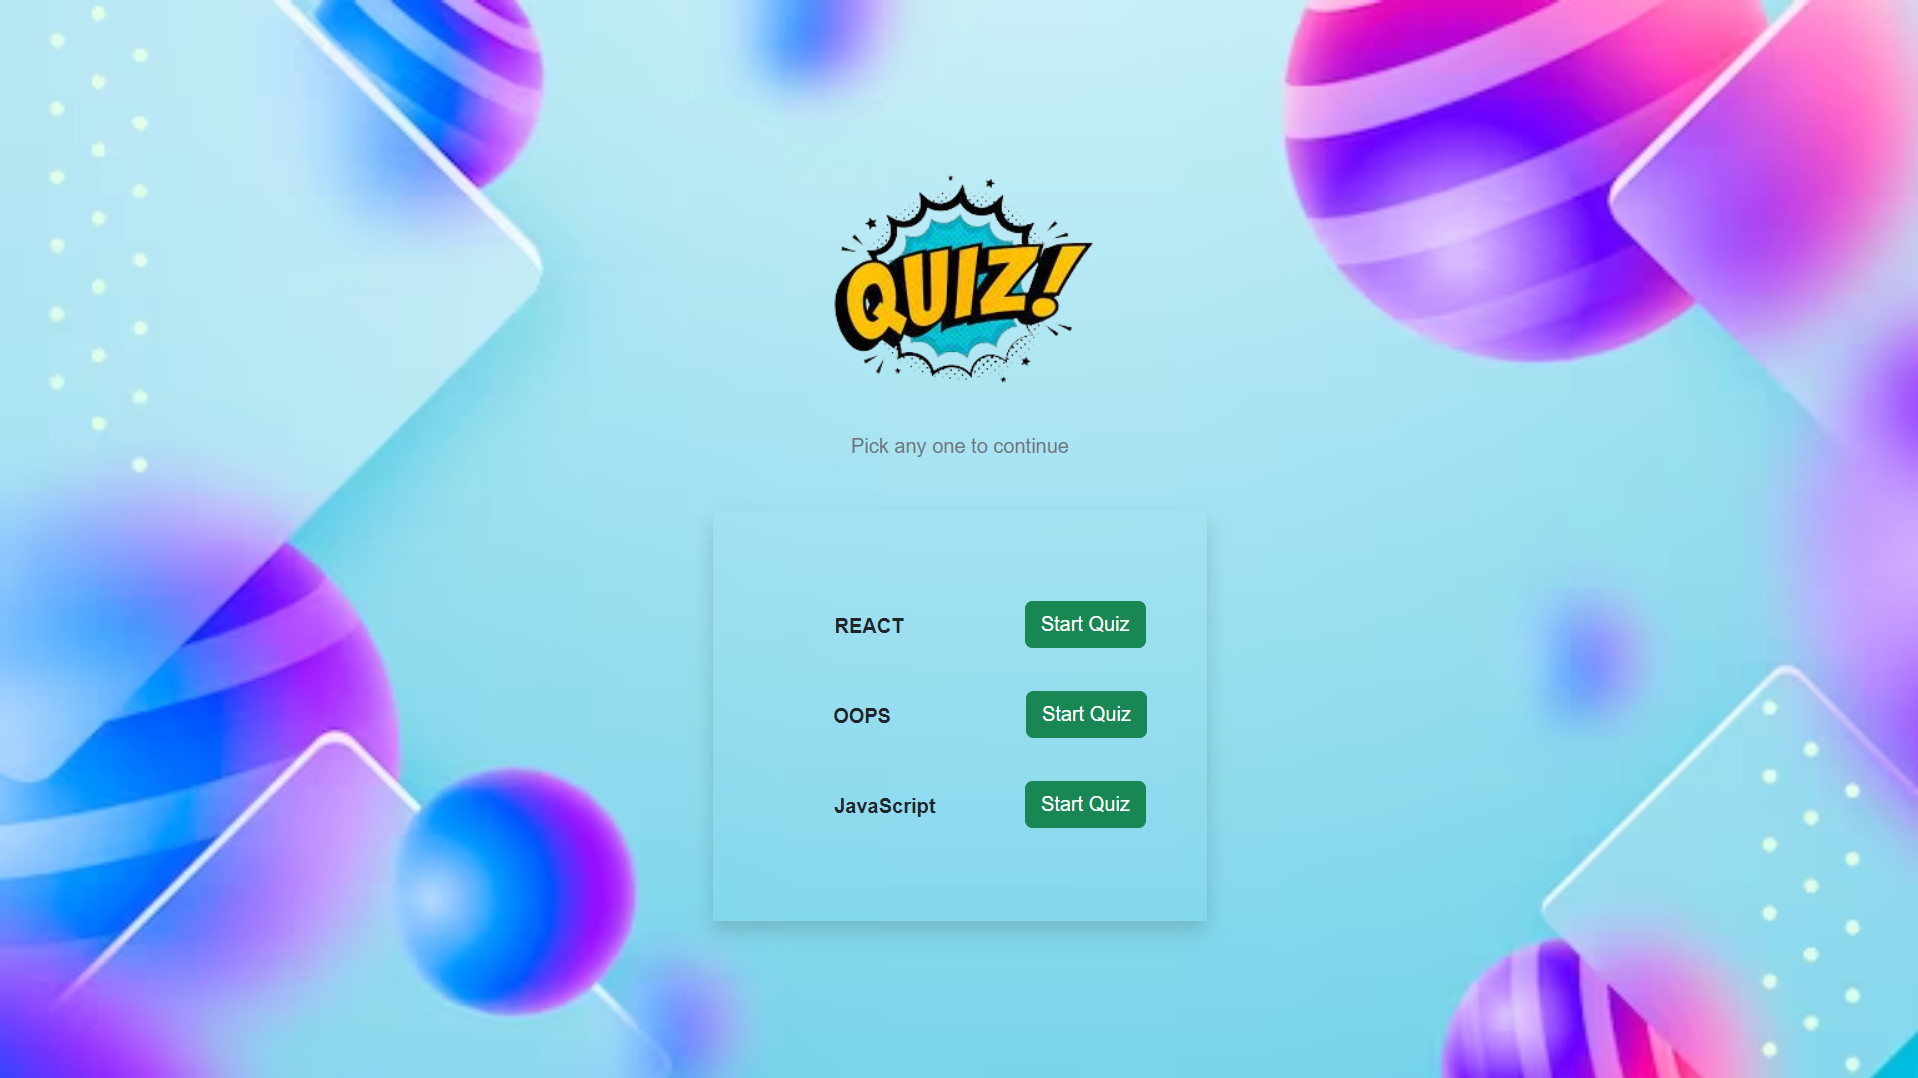 QUIZ!
Pick any one to continue
REACT Start Quiz
OOPS Start Quiz
JavaScript Start Quiz